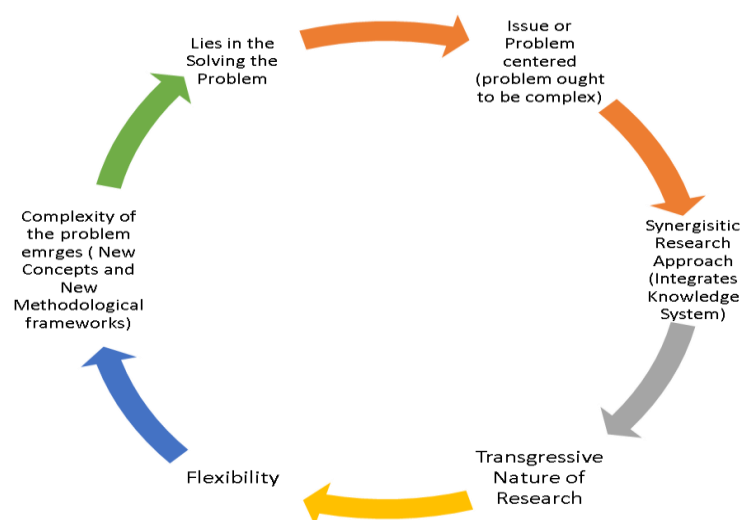 Lies in the
Solving the
Problem
Issue or
Problem
centered
(problem ought
to be complex)
Synergisitic
Research
Approach
(Integrates
Knowledge
System)
Transgressive
Nature of
Research
Flexibility
Complexity of
the problem
emrges ( New
Concepts and
New
Methodological
frameworks)